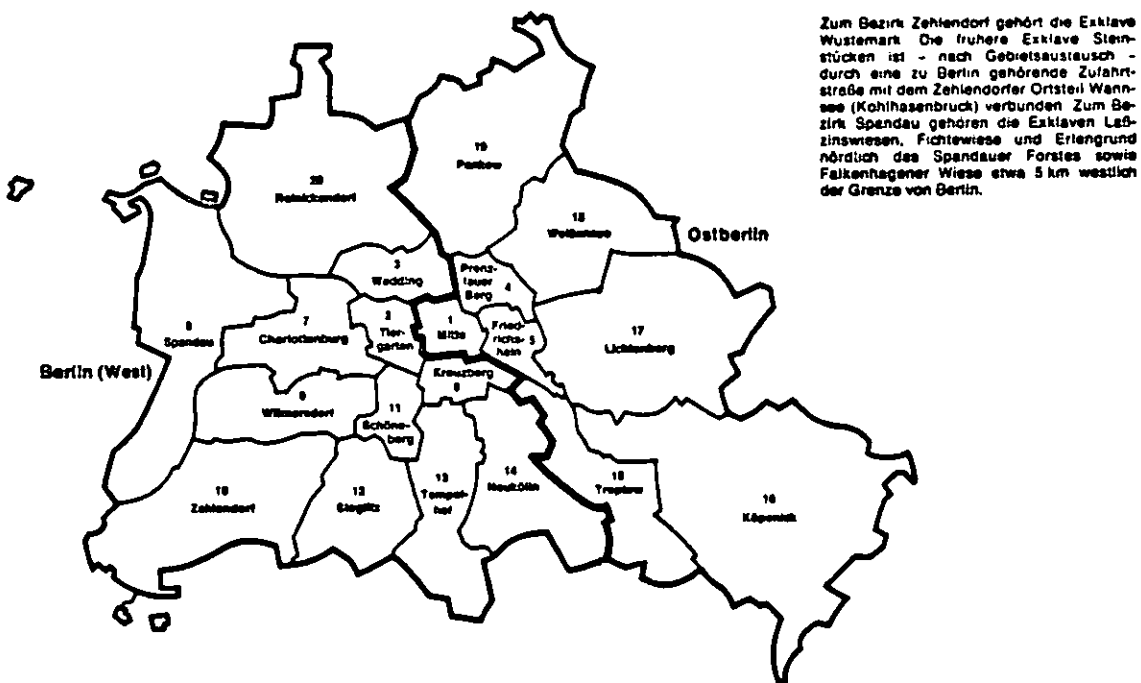 Zum Bezirk Zehlendorf gehört die Exklave
Wüstemark Die frühere Exklave Stein-
stücken ist - nach Gebietsaustausch -
durch eine zu Berlin gehörende Zufahrt-
straße mit dem Zehlendorfer Ortsteil Wann-
see (Kohlhasenbrück) verbunden Zum Be-
zirk Spandau gehören die Exklaven Laß-
zinswiesen, Fichtewiese und Erlengrund
nördlich des Spandauer Forstes sowie
Falkenhagener Wiese etwa 5 km westlich
der Grenze von Berlin.
19
Pankow
20
Reinickendorf
18
Weißensee
Ostberlin
3
Wedding
Prenz-
lauer
Berg 4
8
Spandau
7
Charlottenburg
2
Tier-
garten
1
Mitte
Fried-
richs-
hain 5
17
Lichtenberg
Berlin (West)
Kreuzberg
6
9
Wilmersdorf
11
Schöne-
berg
10
Zehlendorf
12
Steglitz
13
Tempel-
hof
14
Neukölln
15
Treptow
16
Köpenick